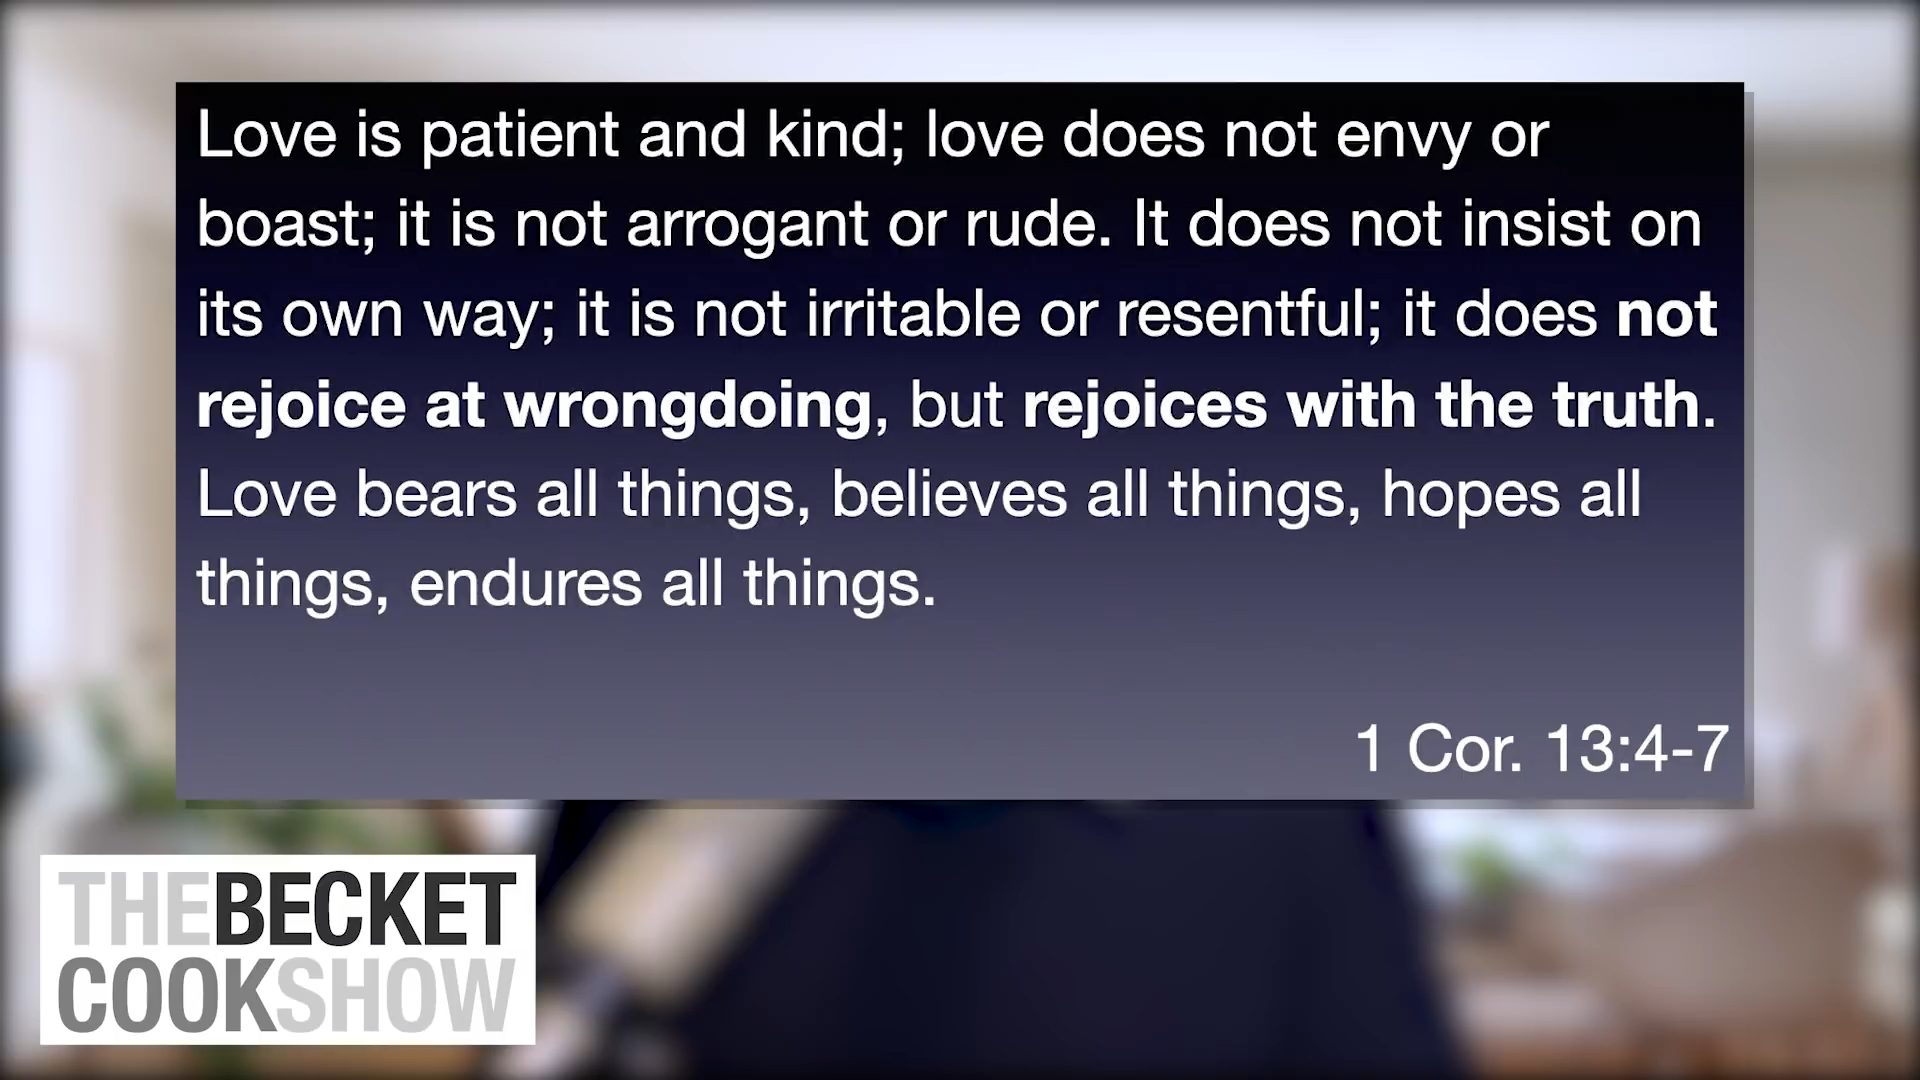 Love is patient and kind; love does not envy or
boast; it is not arrogant or rude. It does not insist on
its own way; it is not irritable or resentful; it does not
rejoice at wrongdoing, but rejoices with the truth.
Love bears all things, believes all things, hopes all
things, endures all things.
1 Cor. 13:4-7
THEBECKET
COOKSHOW